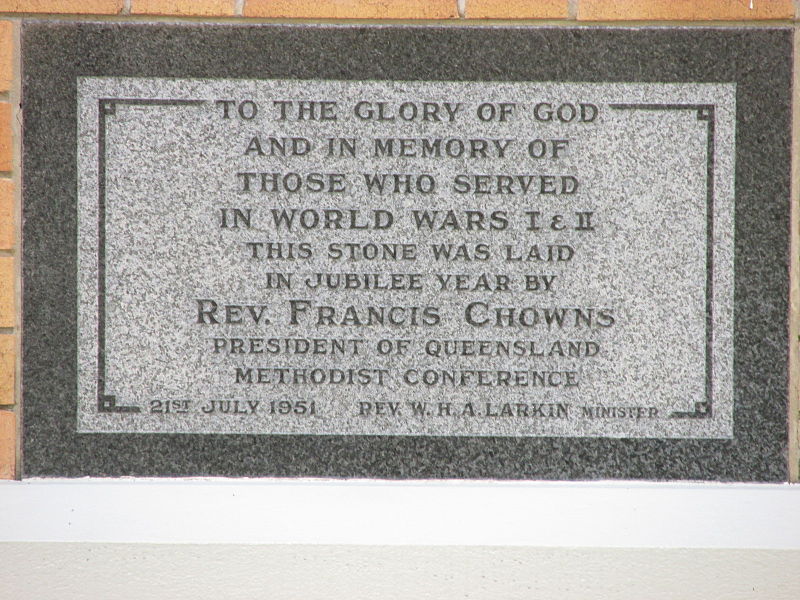 TO THE GLORY OF GOD
AND IN MEMORY OF
THOSE WHO SERVED
IN WORLD WARS I & II
THIS STONE WAS LAID
IN JUBILEE YEAR BY
REV. FRANCIS CHOWNS
PRESIDENT OF QUEENSLAND
METHODIST CONFERENCE
21ST JULY 1951 REV. W. H. A. LARKIN MINISTER